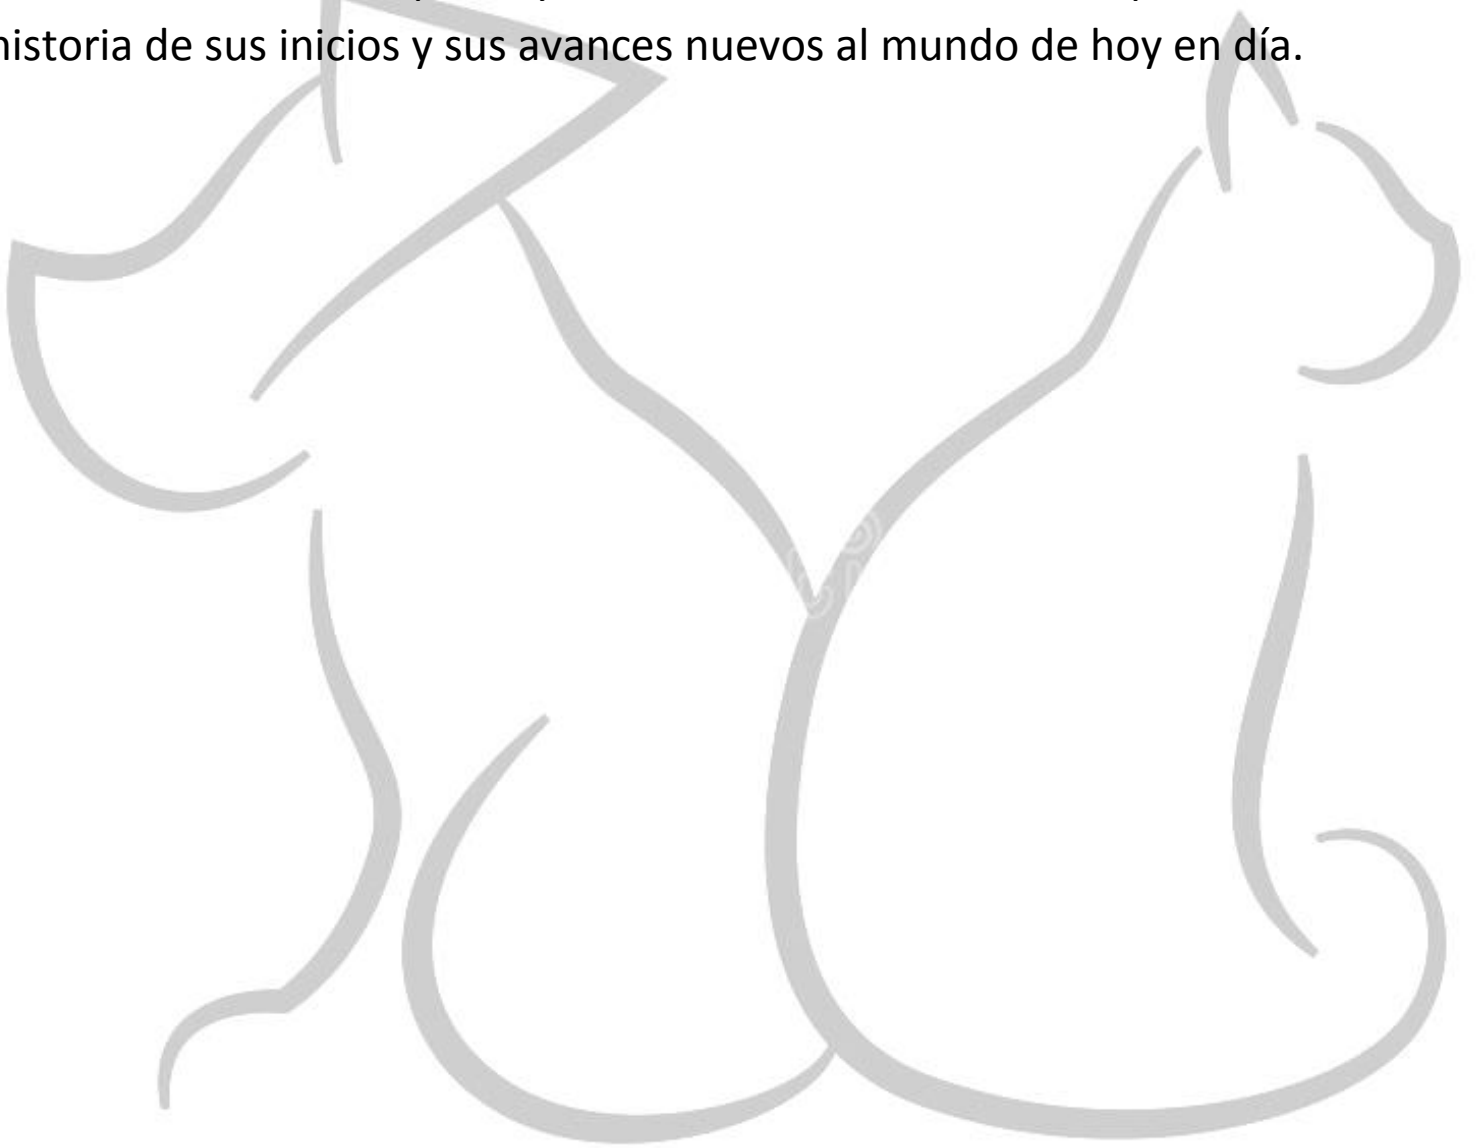 historia de sus inicios y sus avances nuevos al mundo de hoy en día.